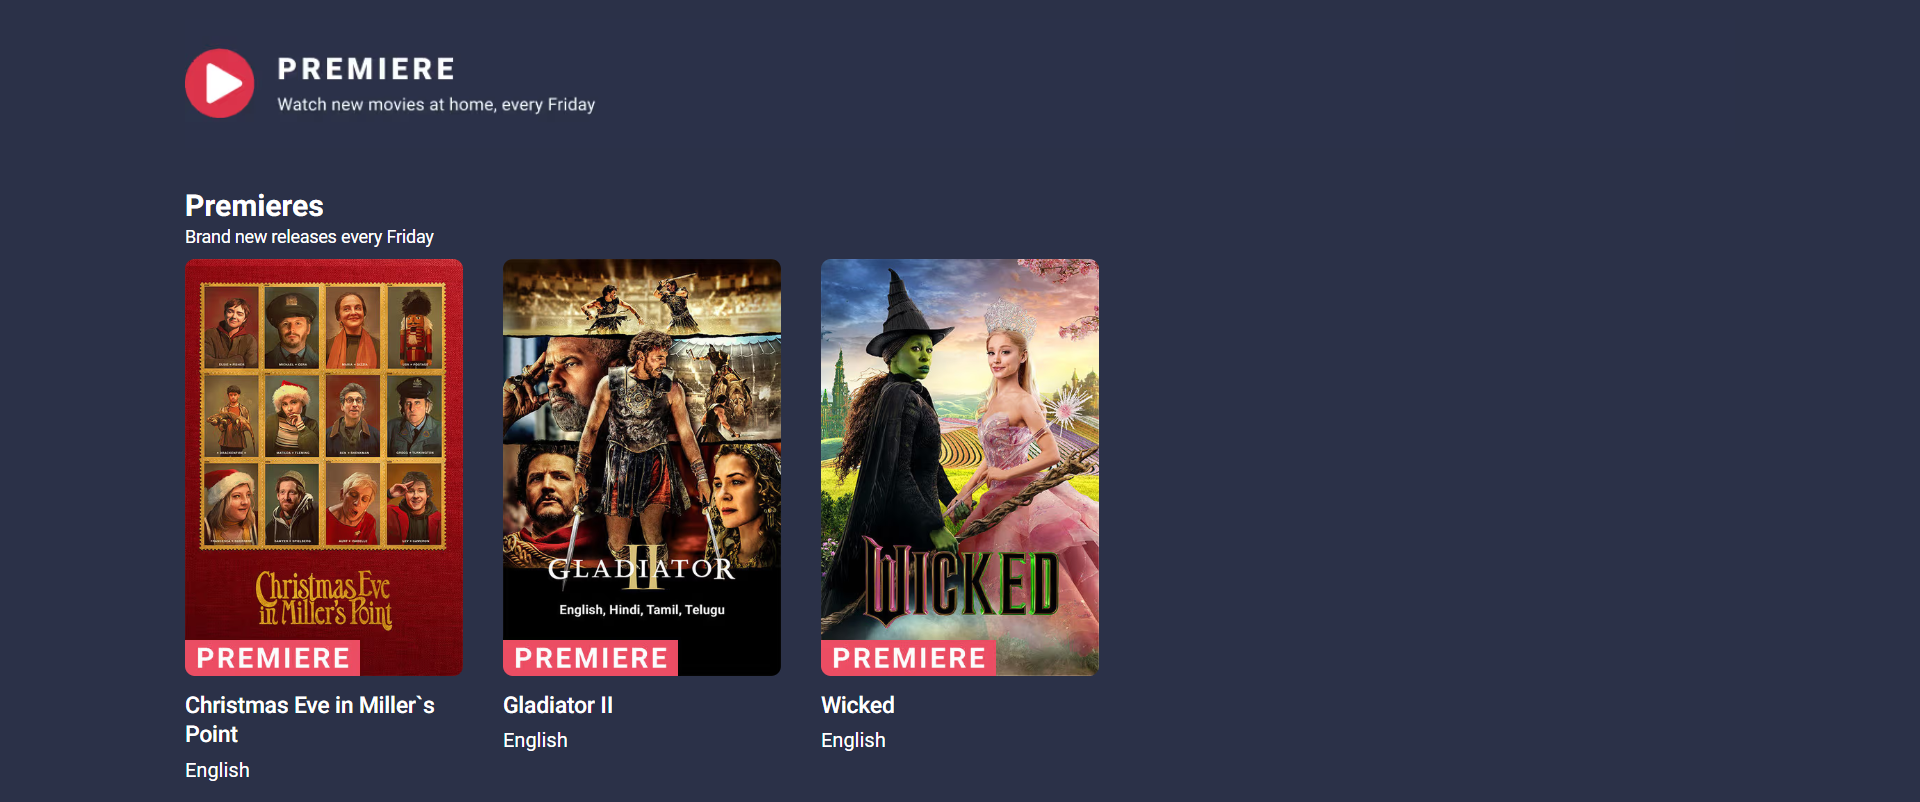 PREMIERE
Watch new movies at home, every Friday
Premieres
Brand new releases every Friday
Christmas Eve
in Miller's Point
PREMIERE
Christmas Eve in Miller`s
Point
English
GLADIATOR
II
English, Hindi, Tamil, Telugu
PREMIERE
Gladiator II
English
WICKED
PREMIERE
Wicked
English